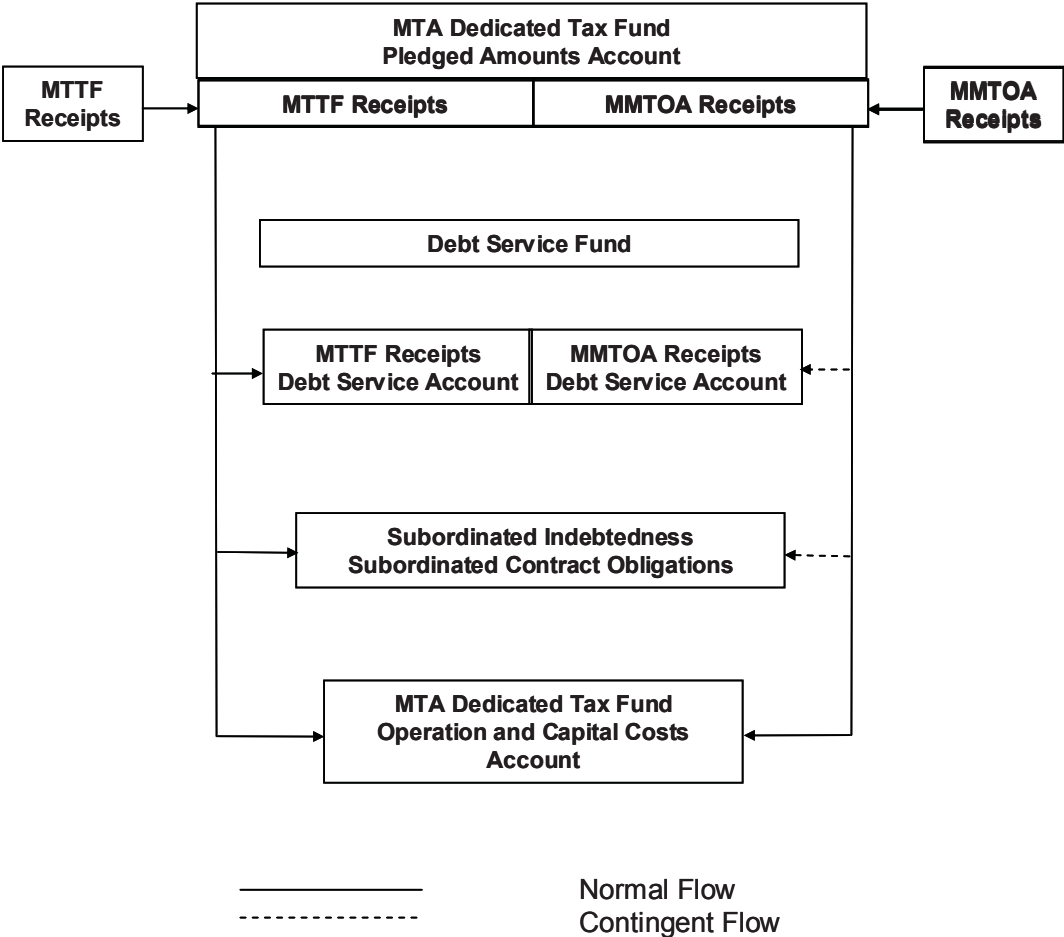 MTA Dedicated Tax Fund
Pledged Amounts Account
MTTF
Receipts
MTTF Receipts
MMTOA Receipts
MMTOA
Receipts
Debt Service Fund
MTTF Receipts
Debt Service Account
MMTOA Receipts
Debt Service Account
Subordinated Indebtedness
Subordinated Contract Obligations
MTA Dedicated Tax Fund
Operation and Capital Costs
Account
Normal Flow
Contingent Flow